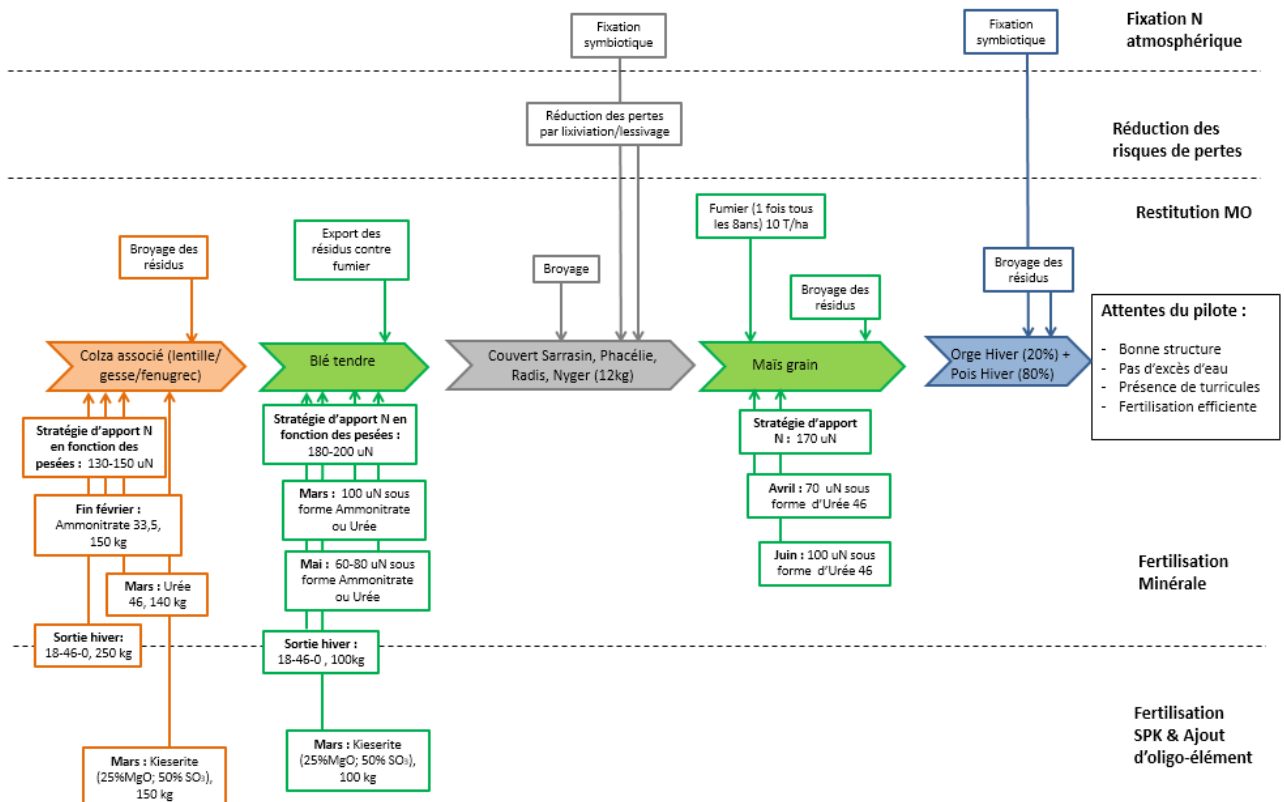 Fixation
symbiotique
Fixation
symbiotique
Fixation N
atmosphérique
Réduction des pertes
par lixiviation/lessivage
Réduction des
risques de pertes
Restitution MO
Broyage des
résidus
Export des
résidus contre
fumier
Broyage
Fumier (1 fois tous
les 8ans) 10 T/ha
Broyage des
résidus
Broyage des
résidus
Colza associé (lentille/
gesse/fenugrec)
Blé tendre
Couvert Sarrasin, Phacélie,
Radis, Nyger (12kg)
Maïs grain
Orge Hiver (20%) +
Pois Hiver (80%)
Attentes du pilote :
- Bonne structure
- Pas d'excès d'eau
- Présence de turricules
- Fertilisation efficiente
Stratégie d'apport N
en fonction des
pesées : 130-150 uN
Fin février :
Ammonitrate 33,5,
150 kg
Mars : Urée
46, 140 kg
Sortie hiver:
18-46-0, 250 kg
Mars : Kieserite
(25%MgO; 50% SO₃),
150 kg
Stratégie d'apport N en
fonction des pesées :
180-200 uN
Mars : 100 uN sous
forme Ammonitrate
ou Urée
Mai : 60-80 uN sous
forme Ammonitrate
ou Urée
Sortie hiver :
18-46-0 , 100kg
Mars : Kieserite
(25%MgO; 50% SO₃),
100 kg
Stratégie d'apport
N : 170 uN
Avril : 70 uN sous
forme d'Urée 46
Juin : 100 uN sous
forme d'Urée 46
Fertilisation
Minérale
Fertilisation
SPK & Ajout
d'oligo-élément